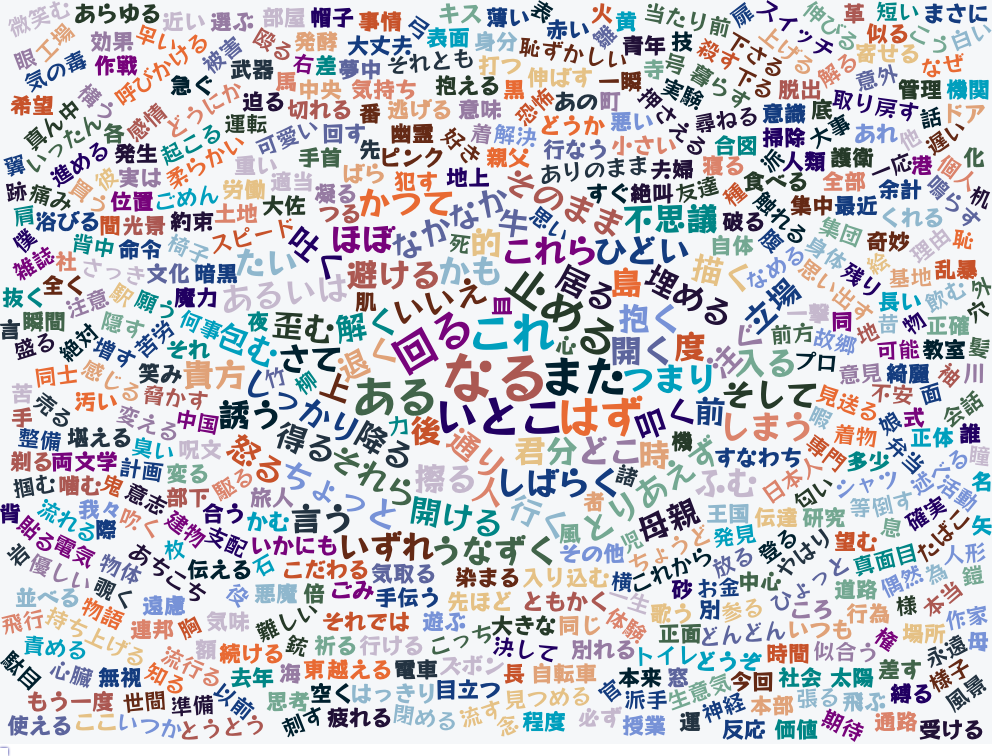 微笑む あらゆる 近い 選ぶ 部屋 帽子 事情 キス 薄い 表 火 黄 当たり前 扉 スイッチ 伸びる 革 短い まさに
眼 工場 効果 早いける 被害 殴る 発酵 大丈夫 表面 身分 赤い 恥ずかしい 青年 技 下さる 上げる 似る こう 白い
気の毒 作戦 呼びかける 武器 右 差 夢中 それとも 打つ 伸ばす 一瞬 寺 号 殺す 下る 脱出 解る 寄せる 意外 なぜ
希望 真ん中 構う 急ぐ 馬 中央 気持ち 抱える 黒 恐怖 あの 町 押さえる 実験 暮らす 意識 底 取り戻す 管理 機関 ドア
いったん 各 感情 どうにか 迫る 切れる 番 逃げる 意味 どうか 悪い 尋ねる 掃除 大事 あれ 他 話 遅い
翼 進める 発生 起こる 運転 可愛い 回す 幽霊 好き 着 解決 行なう 小さい 合図 派 人類 護衛 一応 港 個人 化
跡 痛み 貢 彼 実は 柔らかい 重い 手首 先 ピンク 親父 ありのまま 夫婦 寝る 種 食べる 全部 余計 鳴らす 机
肩 浴びる 位置 ごめん 労働 適当 ばら 犯す 地上 そのまま すぐ 絶叫 友達 触れる 集中 最近 くれる
僕 間 光景 約束 土地 大佐 凝る つる かつて なかなか 牛 思い 不思議 破る 腹 集団 奇妙 理由 恥
雑誌 社 背中 命令 椅子 スピード 吐く ほぼ 死 的 これら ひどい 自体 なめる 身体 残り 絵 基地 乱暴
抜く 全く さっき 文化 暗黒 たい あるいは 避ける かも 止める 居る 島 埋める 描く 立場 思い出す 長い 飲む 外
言 瞬間 注意 駅 願う 魔力 肌 いいえ 皿 抱く 一撃 同 地 昔 物 正確 穴
盛る 絶対 隠す 増す 苦労 何事 包む 夜 歪む 解く 回る これ 心 開く 度 注ぐ 前方 故郷 可能 教室 髪
同士 感じる 笑み それ 貴方 さて 退く なる また つまり 入る プロ 意見 綺麗 袖 川
苦 汚い 脅かす しっかり 竹 柳 上 ある いとこ はず 叩く 前 そして 見送る 不安 面 会話
手 売る 変える 中国 誘う 得る 降る 力 後 通り 君 分 どこ 時 機 しまう 暇 着物 娘 式 誰
整備 堪える 臭い 呪文 怒る それら 擦る しばらく 諸 とりあえず すなわち 専門 多少 弁当 正体 瞳
剃る 両 文学 計画 変る 駆る ちょっと 人 者 ふむ 日本人 匂い シャツ 述べる 名
掴む 噛む 鬼 意志 部下 旅人 開ける 行く 風 児 母親 王国 伝達 研究 等 倒す 活動
背 流れる 我々 際 吹く 建物 合う かむ 言う ちょうど 発見 登る 望む 息 確実 矢
貼る 電気 枚 支配 いかにも いずれ うなずく その他 これから 放る やはり 真面目 たばこ
岩 優しい 物体 あちこち 伝える 石 こだわる 気取る 染まる 入り込む 横 砂 お金 中心 ひょっと 道路 偶然 為 人形 鎧
並べる 覗く 遠慮 役 悪魔 倍 ごみ 手伝う 先ほど ともかく 一生 歌う 別 参る ころ 行為 様 本当
飛行 物語 連邦 胸 気味 難しい それでは 遊ぶ 大きな 同じ 体験 正面 どんどん いつも 権 場所 作家
責める 持ち上げる 額 続ける 銃 祈る 行ける こっち 決して 別れる トイレ どうぞ 時間 似合う 永遠 母
駄目 心臓 無視 知る 流行る 去年 海 東 越える 電車 ズボン 長 自転車 官 本来 窓 今回 社会 太陽 差す 様子
もう一度 世間 準備 以前 思考 空く はっきり 目立つ 見つめる 派手 生意気 本部 張る 飛ぶ 縛る 風景
使える ここ いつか とうとう 刺す 疲れる 閉める 流す 念 程度 必ず 授業 運 神経 反応 価値 期待 通路 受ける